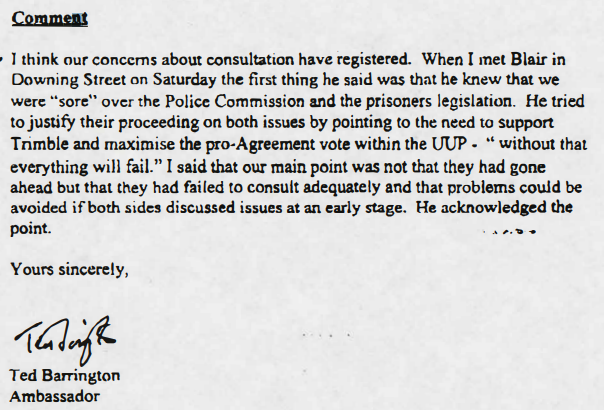 Comment
I think our concerns about consultation have registered. When I met Blair in
Downing Street on Saturday the first thing he said was that he knew that we
were "sore" over the Police Commission and the prisoners legislation. He tried
to justify their proceeding on both issues by pointing to the need to support
Trimble and maximise the pro-Agreement vote within the UUP - " without that
everything will fail." I said that our main point was not that they had gone
ahead but that they had failed to consult adequately and that problems could be
avoided if both sides discussed issues at an early stage. He acknowledged the
point.
Yours sincerely,
Ted Barrington
Ambassador